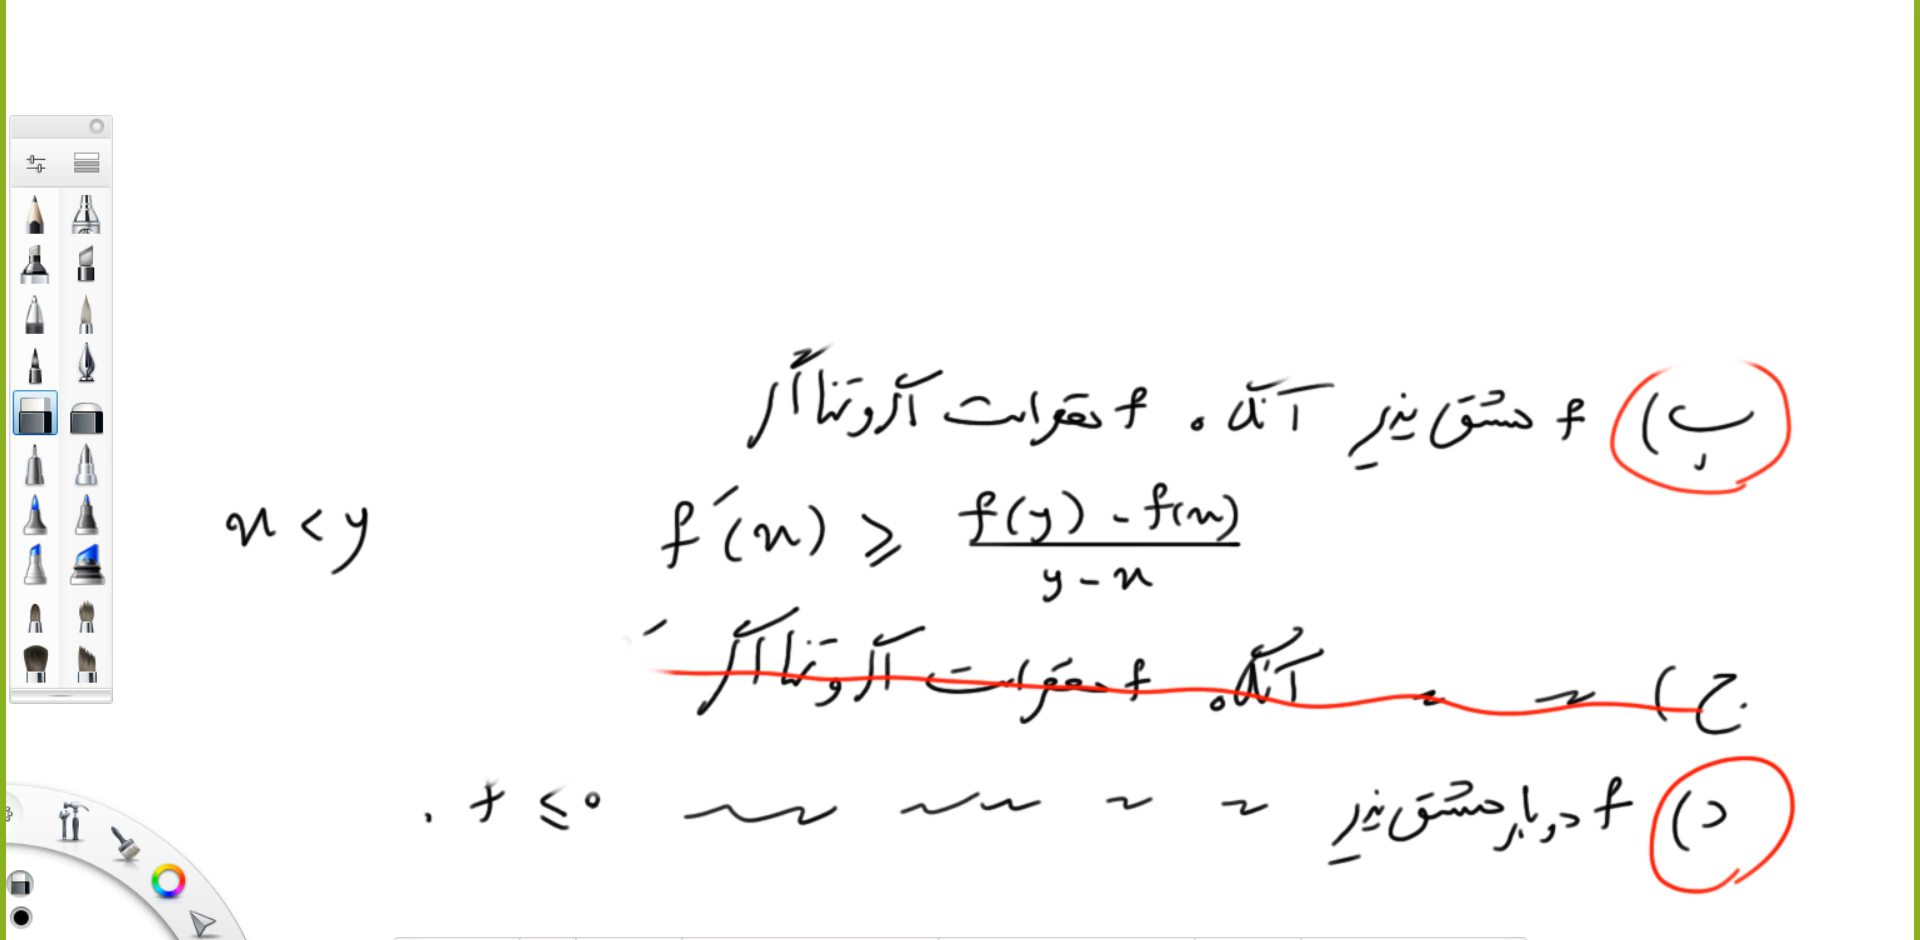 ب) f مشتق پذیر آنگاه f مقعر است اگر و تنها اگر
x < y f'(x) ≥ f(y) - f(x) / y - x
ج) ~ ~ آنگاه f مقعر است اگر و تنها اگر
د) f دوبار مشتق پذیر ~ ~ ~ ~ f ≤ 0 .